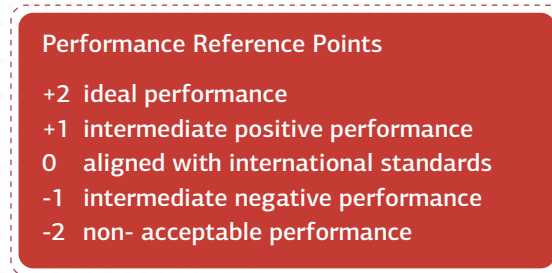 Performance Reference Points
+2 ideal performance
+1 intermediate positive performance
0 aligned with international standards
-1 intermediate negative performance
-2 non- acceptable performance